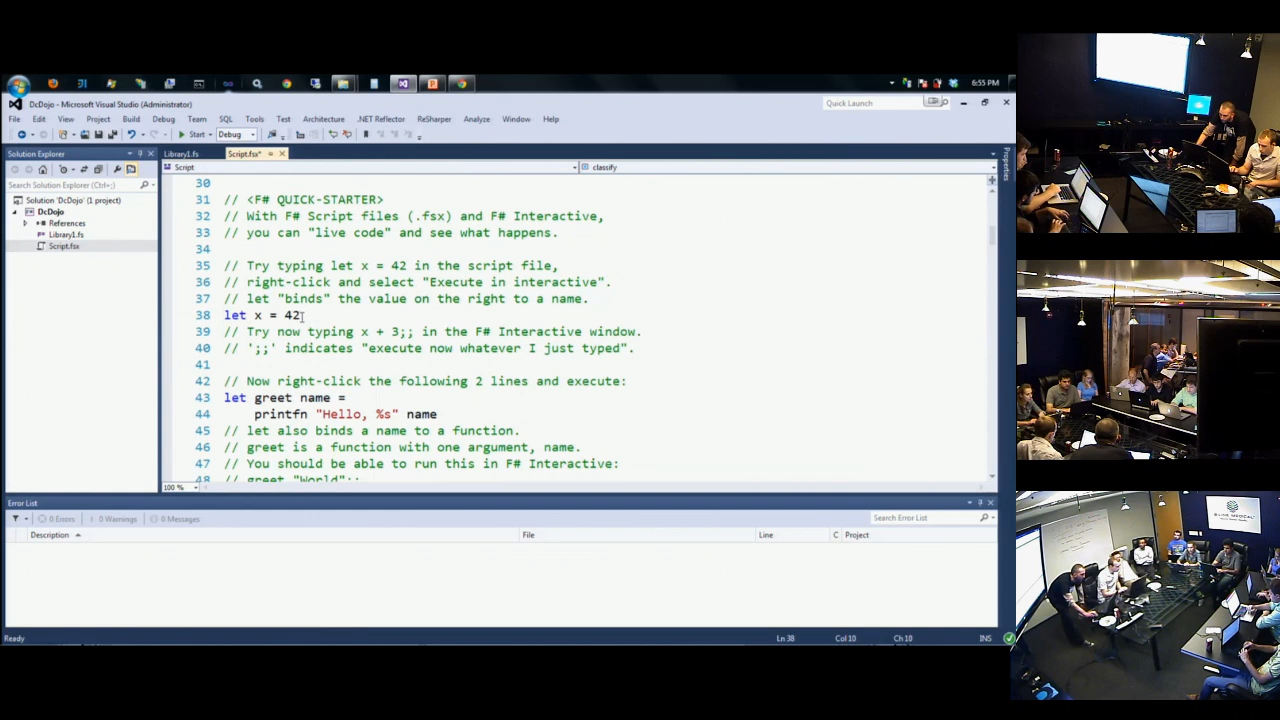 6:55 PM
DcDojo - Microsoft Visual Studio (Administrator)
Quick Launch
File Edit View Project Build Debug Team SQL Data Tools Test Architecture .NET Reflector ReSharper Analyze Window Help
Start Debug
Solution Explorer
Library1.fs
Script.fsx*
Properties
Script
classify
Search Solution Explorer (Ctrl+;)
Solution 'DcDojo' (1 project)
DcDojo
References
Library1.fs
Script.fsx
30
31 // <F# QUICK-STARTER>
32 // With F# Script files (.fsx) and F# Interactive,
33 // you can "live code" and see what happens.
34
35 // Try typing let x = 42 in the script file,
36 // right-click and select "Execute in interactive".
37 // let "binds" the value on the right to a name.
38 let x = 42
39 // Try now typing x + 3;; in the F# Interactive window.
40 // ';;' indicates "execute now whatever I just typed".
41
42 // Now right-click the following 2 lines and execute:
43 let greet name =
44 printfn "Hello, %s" name
45 // let also binds a name to a function.
46 // greet is a function with one argument, name.
47 // You should be able to run this in F# Interactive:
48 // greet "World";;
100 %
Error List
0 Errors 0 Warnings 0 Messages
Search Error List
Description File Line C Project
Ready Ln 38 Col 10 Ch 10 INS